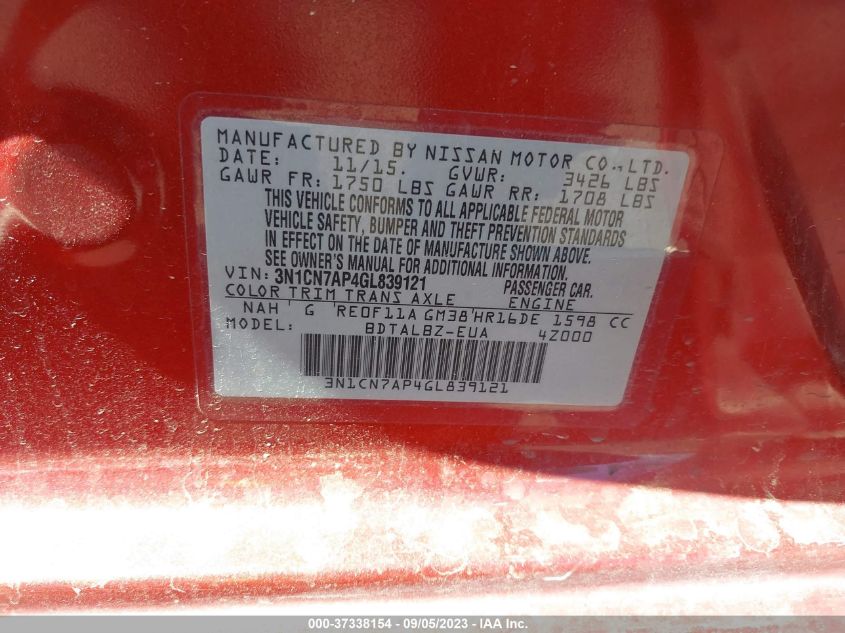 MANUFACTURED BY NISSAN MOTOR CO.,LTD.
DATE: 11/15. GVWR: 3426 LBS
GAWR FR: 1750 LBS GAWR RR: 1708 LBS
THIS VEHICLE CONFORMS TO ALL APPLICABLE FEDERAL MOTOR
VEHICLE SAFETY, BUMPER AND THEFT PREVENTION STANDARDS
IN EFFECT ON THE DATE OF MANUFACTURE SHOWN ABOVE.
SEE OWNER'S MANUAL FOR ADDITIONAL INFORMATION.
VIN: 3N1CN7AP4GL839121 PASSENGER CAR.
COLOR TRIM TRANS AXLE ENGINE
NAH ' G 'RE0F11A GM38'HR16DE 1598 CC
MODEL: BDTALBZ-EUA 4Z000
3N1CN7AP4GL839121
000-37338154 - 09/05/2023 - IAA Inc.